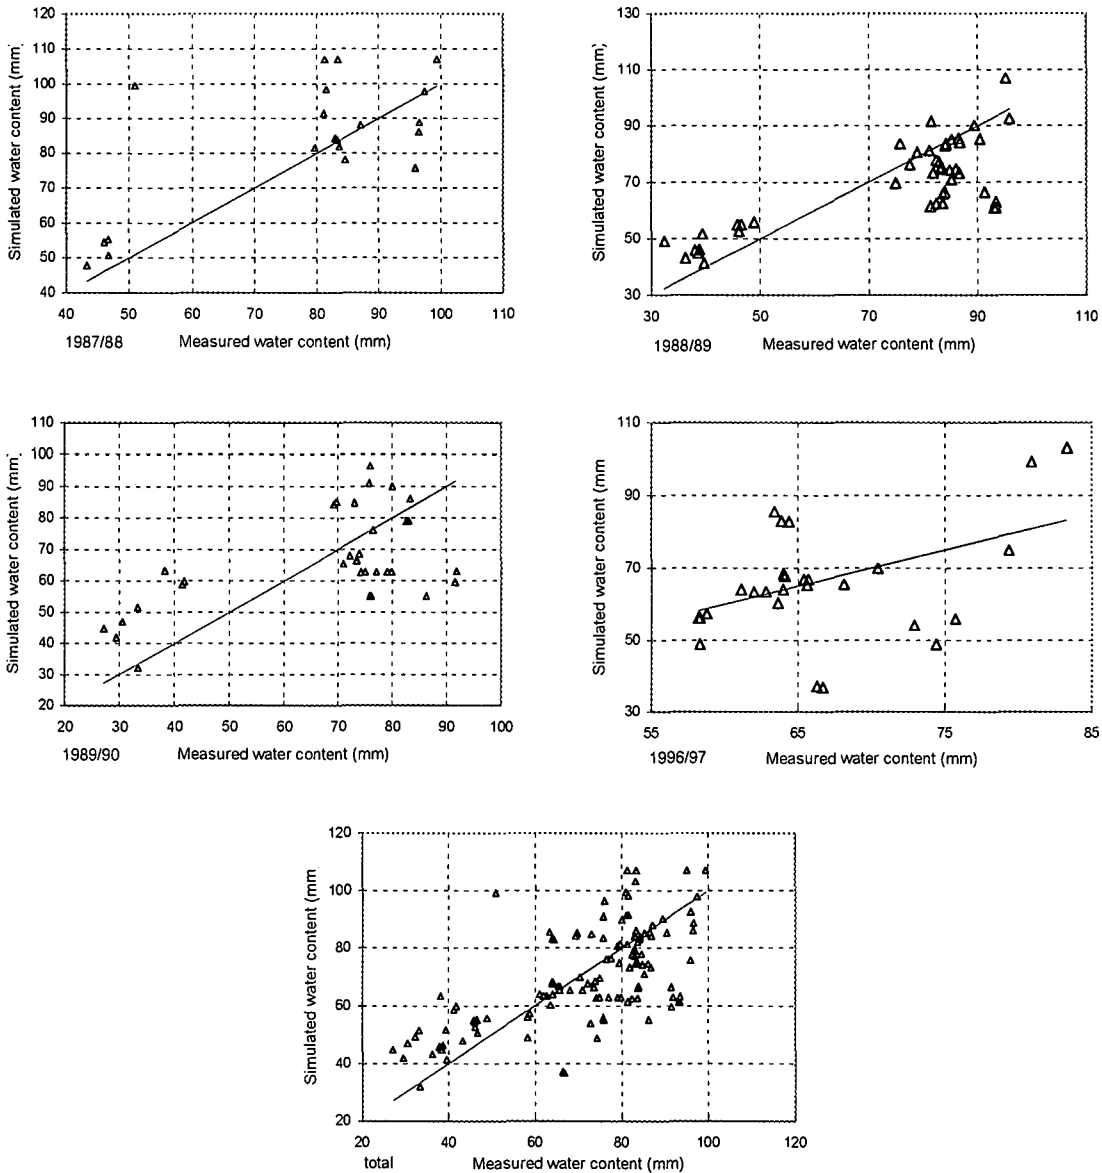 120
110
100
90
80
70
60
50
40
Simulated water content (mm)
40 50 60 70 80 90 100 110
1987/88 Measured water content (mm)
130
110
90
70
50
30
Simulated water content (mm)
30 50 70 90 110
1988/89 Measured water content (mm)
110
100
90
80
70
60
50
40
30
20
Simulated water content (mm)
20 30 40 50 60 70 80 90 100
1989/90 Measured water content (mm)
110
90
70
50
30
Simulated water content (mm
55 65 75 85
1996/97 Measured water content (mm)
120
100
80
60
40
20
Simulated water content (mm
20 40 60 80 100 120
total Measured water content (mm)